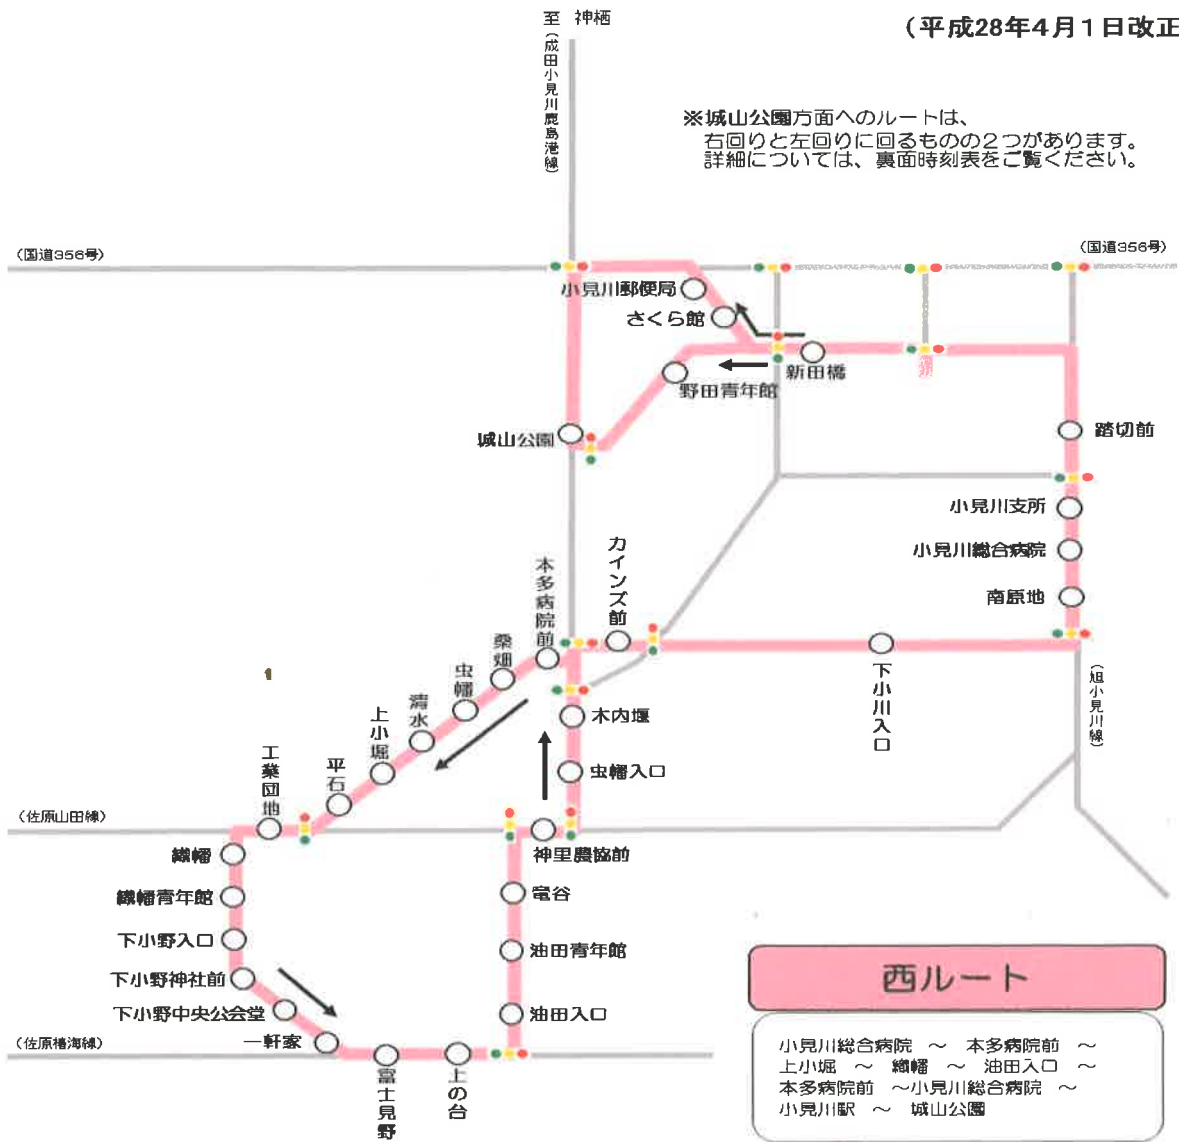 至 神栖
(平成28年4月1日改正
(成田小見川鹿島港線)
※城山公園方面へのルートは、
右回りと左回りに回るものの2つがあります。
詳細については、裏面時刻表をご覧ください。
(国道356号)
(国道356号)
小見川郵便局
さくら館
新田橋
野田青年館
城山公園
踏切前
小見川支所
小見川総合病院
南原地
カインズ前
本多病院前
桑畑
虫幡
清水
上小堀
平石
工業団地
下小川入口
(旭小見川線)
木内堰
虫幡入口
(佐原山田線)
神里農協前
織幡
織幡青年館
下小野入口
下小野神社前
下小野中央公会堂
一軒家
竜谷
油田青年館
油田入口
(佐原椿海線)
富士見野
上の台
西ルート
小見川総合病院 ～ 本多病院前 ～
上小堀 ～ 織幡 ～ 油田入口 ～
本多病院前 ～小見川総合病院 ～
小見川駅 ～ 城山公園